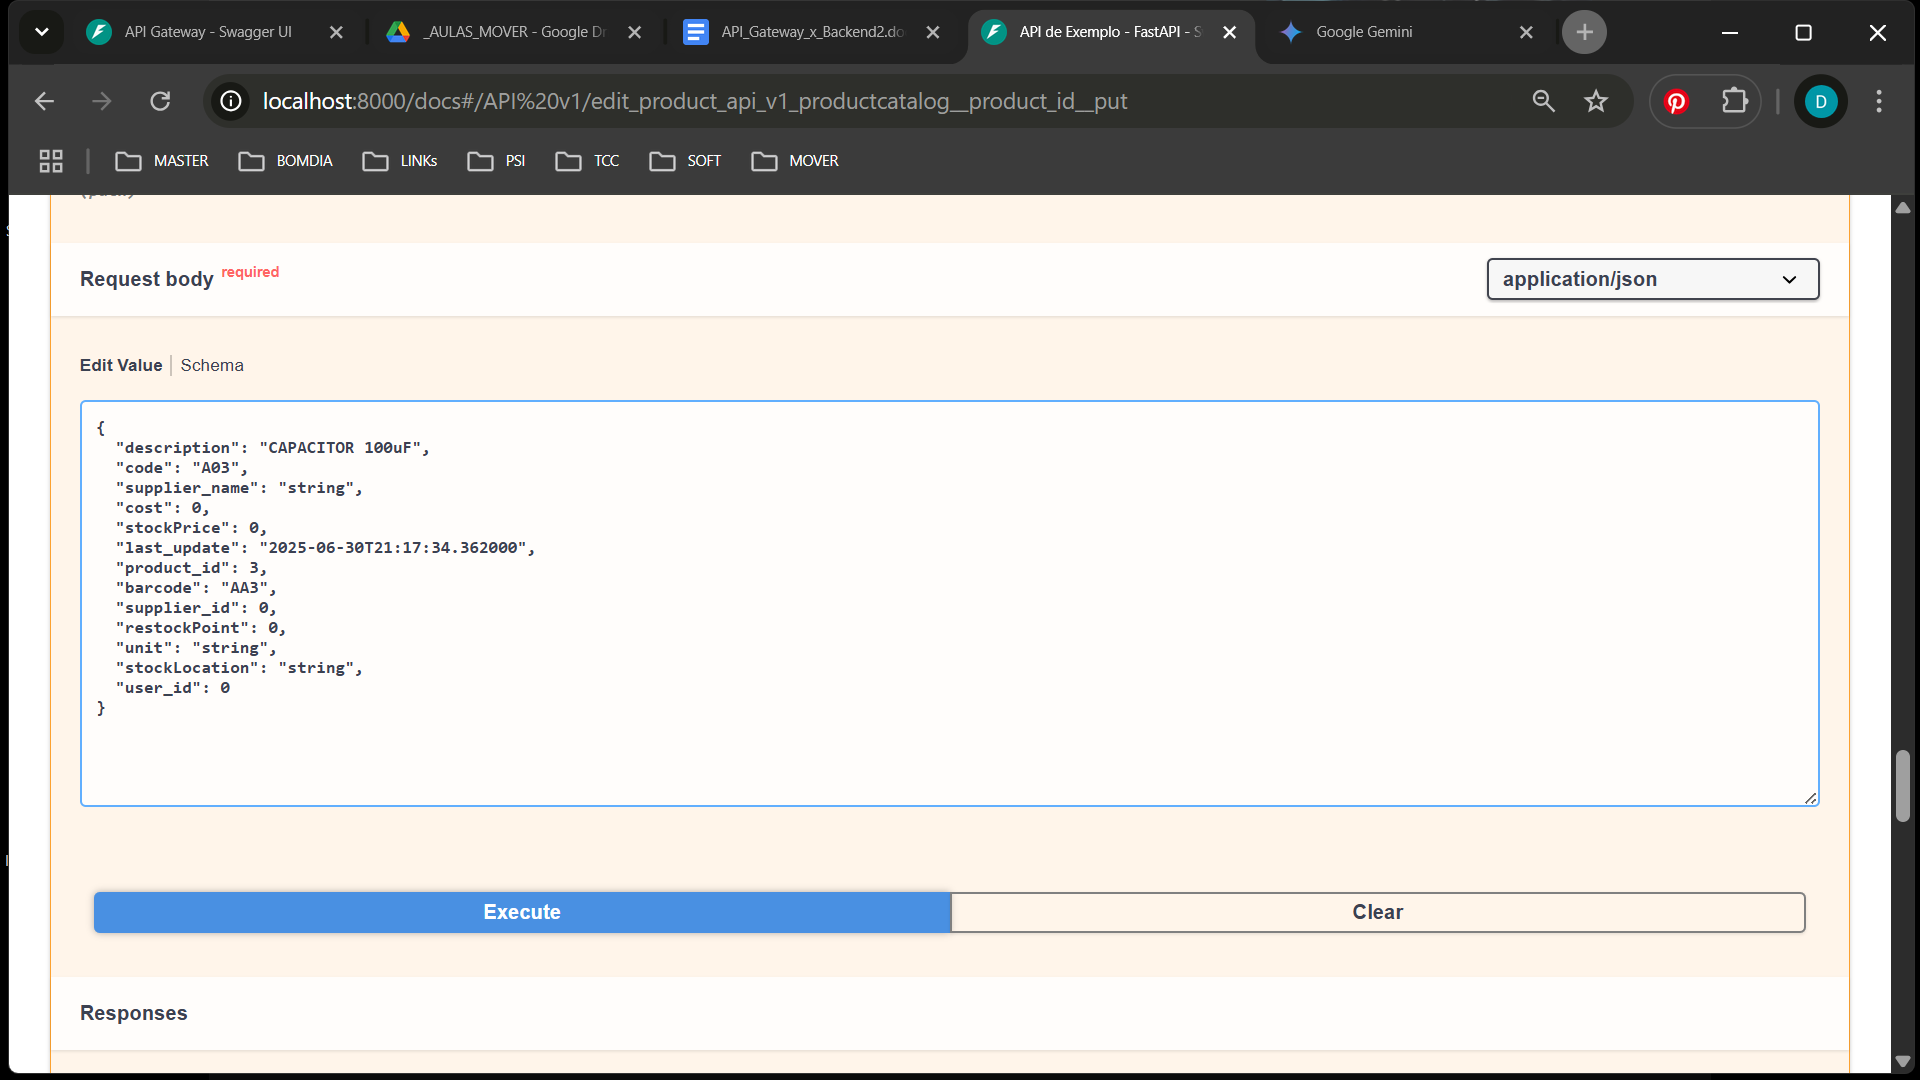 API Gateway - Swagger UI
_AULAS_MOVER - Google Dr
API_Gateway_x_Backend2.do
API de Exemplo - FastAPI - S
Google Gemini
localhost:8000/docs#/API%20v1/edit_product_api_v1_productcatalog__product_id__put
D
MASTER
BOMDIA
LINKs
PSI
TCC
SOFT
MOVER
Request body required
application/json
Edit Value
Schema
{
"description": "CAPACITOR 100uF",
"code": "A03",
"supplier_name": "string",
"cost": 0,
"stockPrice": 0,
"last_update": "2025-06-30T21:17:34.362000",
"product_id": 3,
"barcode": "AA3",
"supplier_id": 0,
"restockPoint": 0,
"unit": "string",
"stockLocation": "string",
"user_id": 0
}
Execute
Clear
Responses